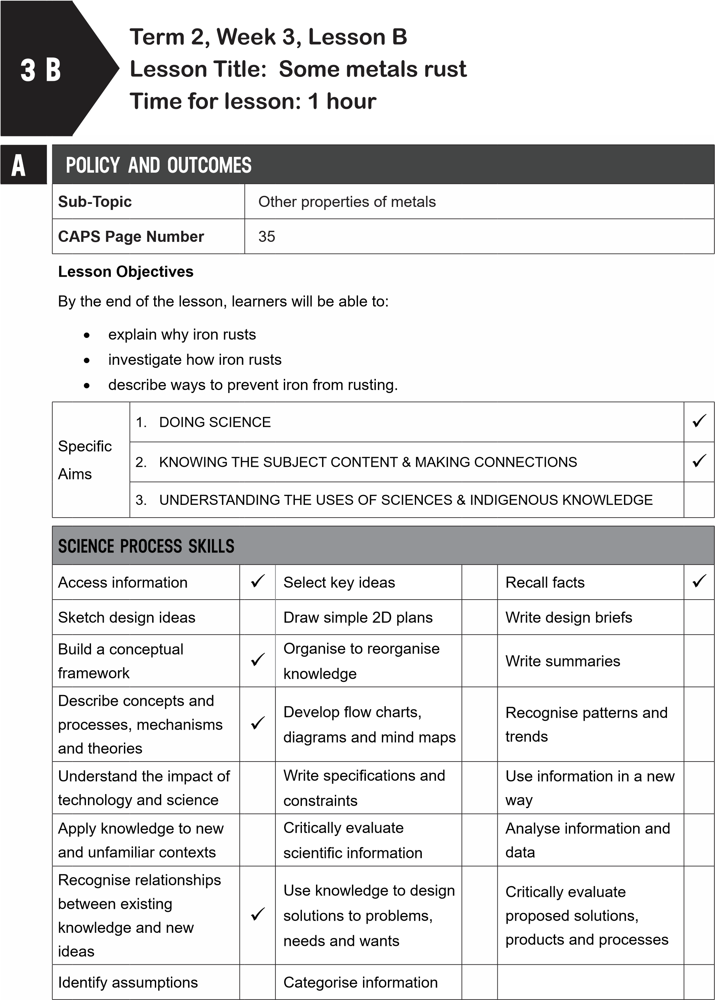 3 B
Term 2, Week 3, Lesson B
Lesson Title:  Some metals rust
Time for lesson: 1 hour
A
POLICY AND OUTCOMES
Sub-Topic
Other properties of metals
CAPS Page Number
35
Lesson Objectives
By the end of the lesson, learners will be able to:
• explain why iron rusts
• investigate how iron rusts
• describe ways to prevent iron from rusting.
Specific
Aims
1. DOING SCIENCE ✓
2. KNOWING THE SUBJECT CONTENT & MAKING CONNECTIONS ✓
3. UNDERSTANDING THE USES OF SCIENCES & INDIGENOUS KNOWLEDGE
SCIENCE PROCESS SKILLS
Access information ✓
Select key ideas
Recall facts ✓
Sketch design ideas
Draw simple 2D plans
Write design briefs
Build a conceptual
framework ✓
Organise to reorganise
knowledge
Write summaries
Describe concepts and
processes, mechanisms ✓
and theories
Develop flow charts,
diagrams and mind maps
Recognise patterns and
trends
Understand the impact of
technology and science
Write specifications and
constraints
Use information in a new
way
Apply knowledge to new
and unfamiliar contexts
Critically evaluate
scientific information
Analyse information and
data
Recognise relationships
between existing
knowledge and new ✓
ideas
Use knowledge to design
solutions to problems,
needs and wants
Critically evaluate
proposed solutions,
products and processes
Identify assumptions
Categorise information